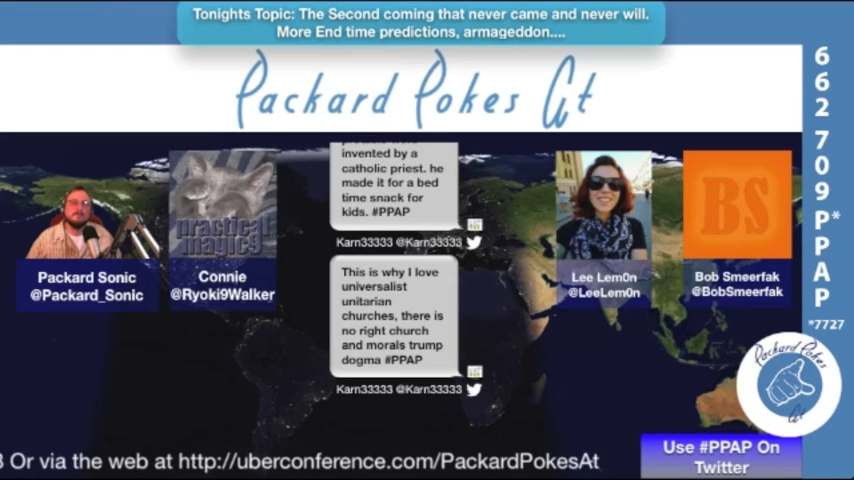 Tonights Topic: The Second coming that never came and never will.
More End time predictions, armageddon....
Packard Pokes At
662 709 P*PAP
*7727
invented by a
catholic priest. he
made it for a bed
time snack for
kids. #PPAP
Karn33333 @Karn33333
This is why I love
universalist
unitarian
churches, there is
no right church
and morals trump
dogma #PPAP
Karn33333 @Karn33333
practical
magic9
Packard Sonic
@Packard_Sonic
Connie
@Ryoki9Walker
Lee Lem0n
@LeeLem0n
BS
Bob Smeerfak
@BobSmeerfak
Packard Pokes
At
3 Or via the web at http://uberconference.com/PackardPokesAt
Use #PPAP On
Twitter